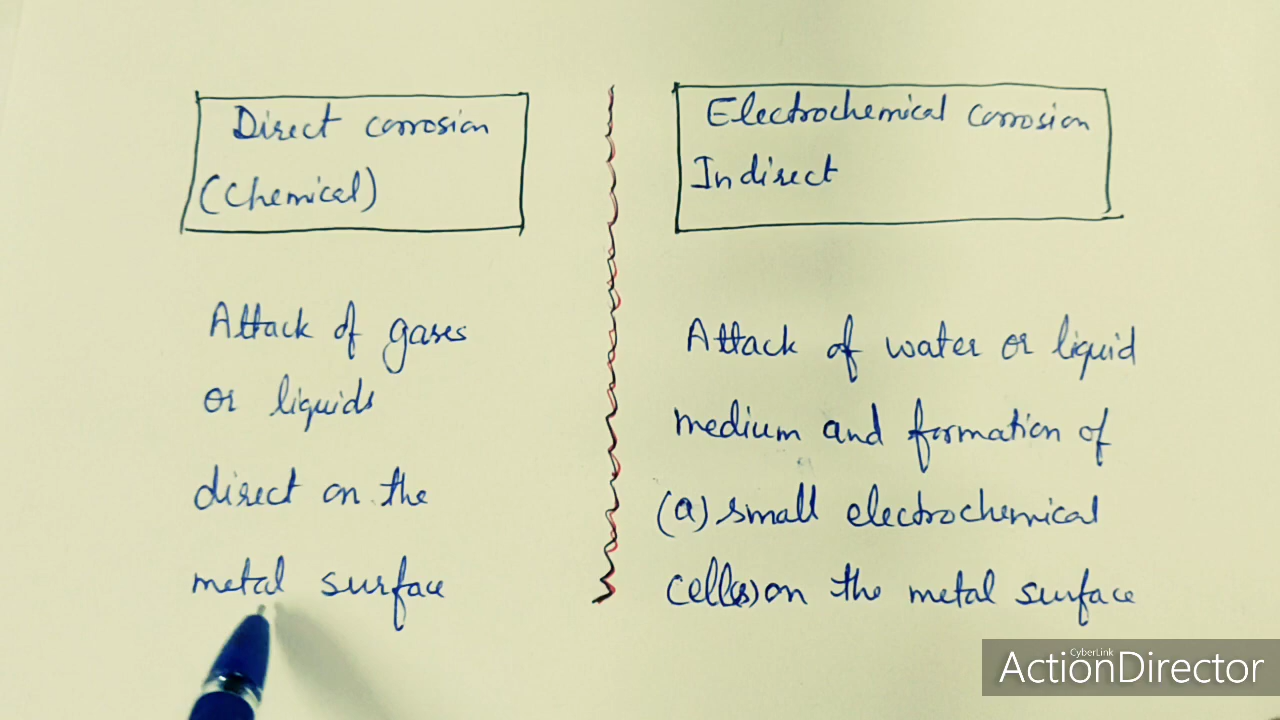 Direct corrosion
(Chemical)
Attack of gases
or liquids
direct on the
metal surface
Electrochemical Corrosion
Indirect
Attack of water or liquid
medium and formation of
(a) small electrochemical
cell(s) on the metal surface
CyberLink
ActionDirector